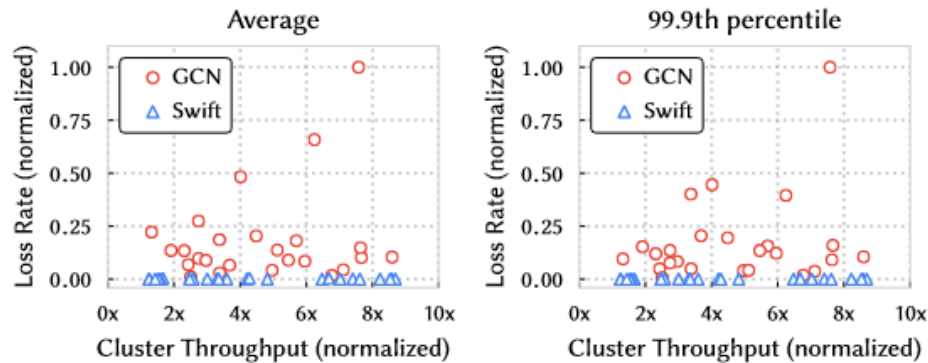 Average
Loss Rate (normalized)
1.00
0.75
0.50
0.25
0.00
GCN
Swift
0x 2x 4x 6x 8x 10x
Cluster Throughput (normalized)
99.9th percentile
Loss Rate (normalized)
1.00
0.75
0.50
0.25
0.00
GCN
Swift
0x 2x 4x 6x 8x 10x
Cluster Throughput (normalized)